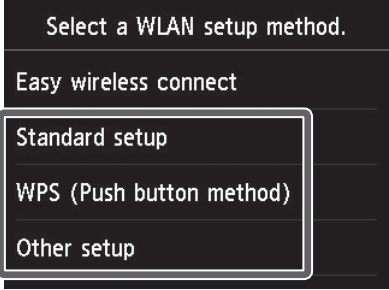 Select a WLAN setup method.
Easy wireless connect
Standard setup
WPS (Push button method)
Other setup